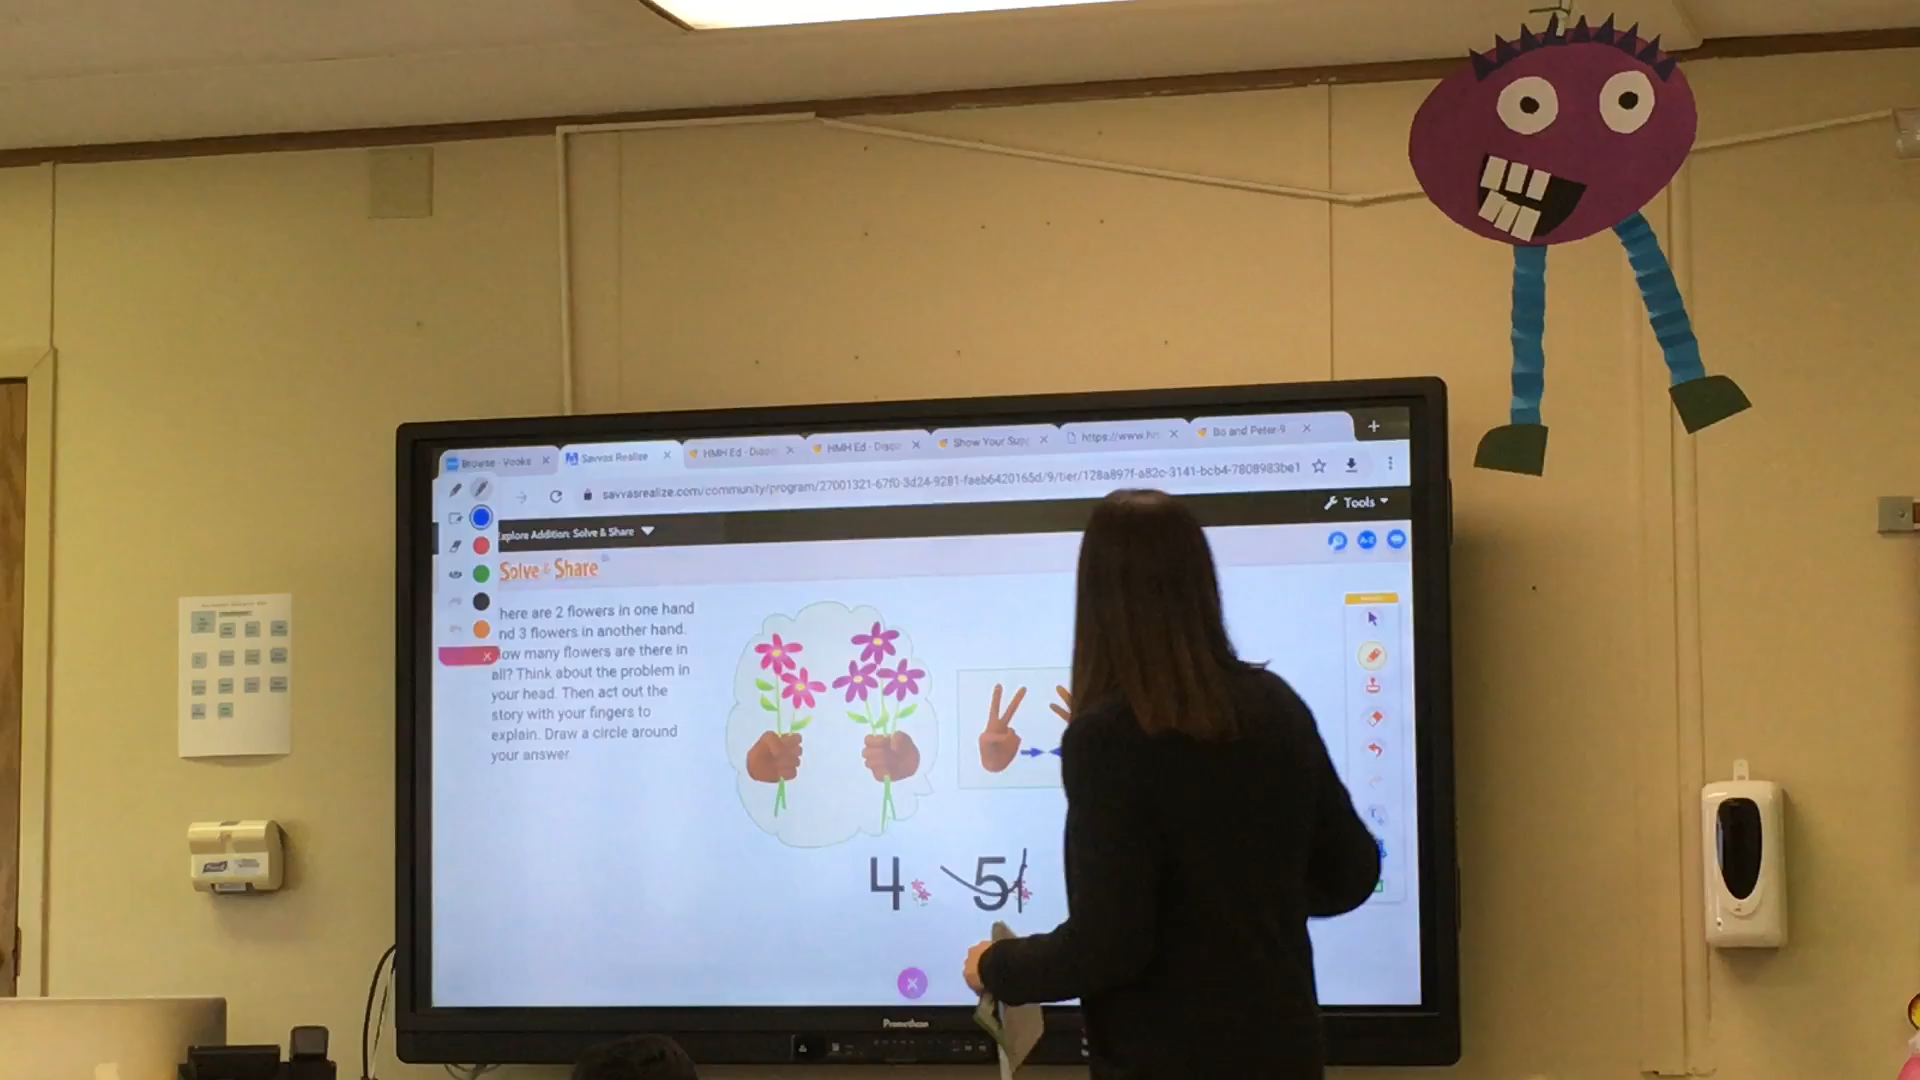 Browse - Vooks
Savvas Realize
HMH Ed - Disco
HMH Ed - Disco
Show Your Supp
https://www.hm
Bo and Peter-9
savvasrealize.com/community/program/27001321-67f0-3d24-9281-faeb6420165d/9/tier/128a897f-a82c-3141-bcb4-7808983be1
Tools
xplore Addition: Solve & Share
Solve & Share
A-Z
here are 2 flowers in one hand
nd 3 flowers in another hand.
ow many flowers are there in
all? Think about the problem in
your head. Then act out the
story with your fingers to
explain. Draw a circle around
your answer.
4 5
Promethean